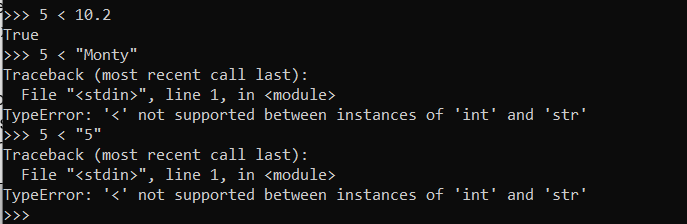 >>> 5 < 10.2
True
>>> 5 < "Monty"
Traceback (most recent call last):
  File "<stdin>", line 1, in <module>
TypeError: '<' not supported between instances of 'int' and 'str'
>>> 5 < "5"
Traceback (most recent call last):
  File "<stdin>", line 1, in <module>
TypeError: '<' not supported between instances of 'int' and 'str'
>>>